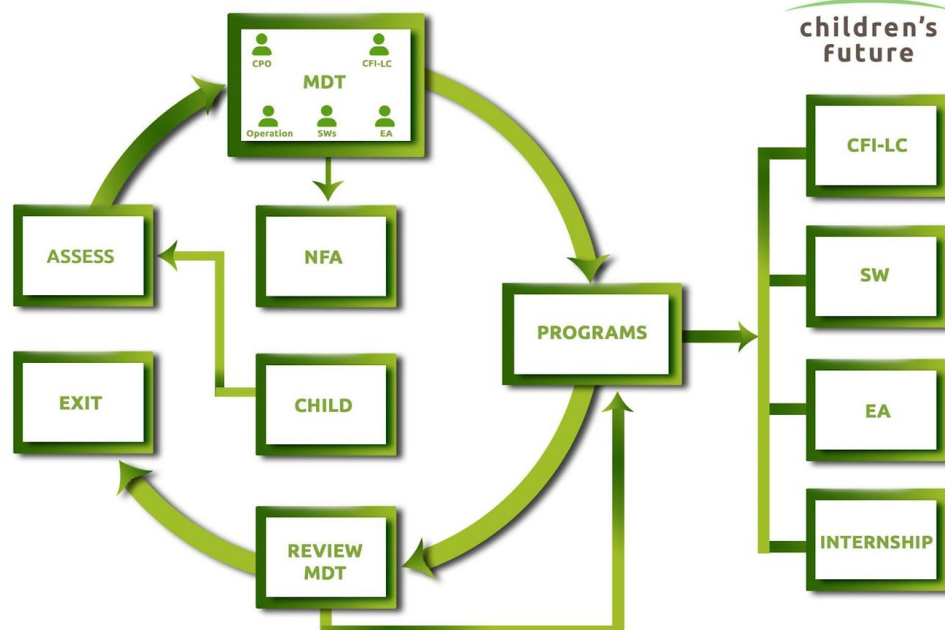 children's
future
CPO
CFI-LC
MDT
Operation
SWs
EA
CFI-LC
ASSESS
NFA
SW
PROGRAMS
EXIT
CHILD
EA
REVIEW
MDT
INTERNSHIP